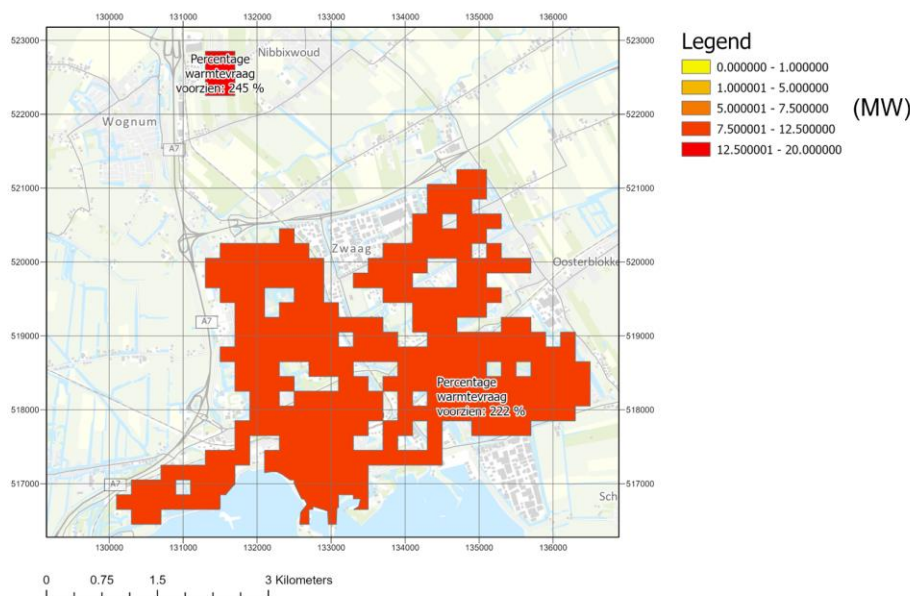 130000 131000 132000 133000 134000 135000 136000
523000
522000
521000
520000
519000
518000
517000
523000
522000
521000
520000
519000
518000
517000
Nibbixwoud
Percentage
warmtevraag
voorzien: 245 %
Wognum
A7
Zwaag
Oosterblokke
A7
Percentage
warmtevraag
voorzien: 222 %
A7
Sch
130000 131000 132000 133000 134000 135000 136000
0 0.75 1.5 3 Kilometers
Legend
0.000000 - 1.000000
1.000001 - 5.000000
5.000001 - 7.500000
7.500001 - 12.500000
12.500001 - 20.000000
(MW)